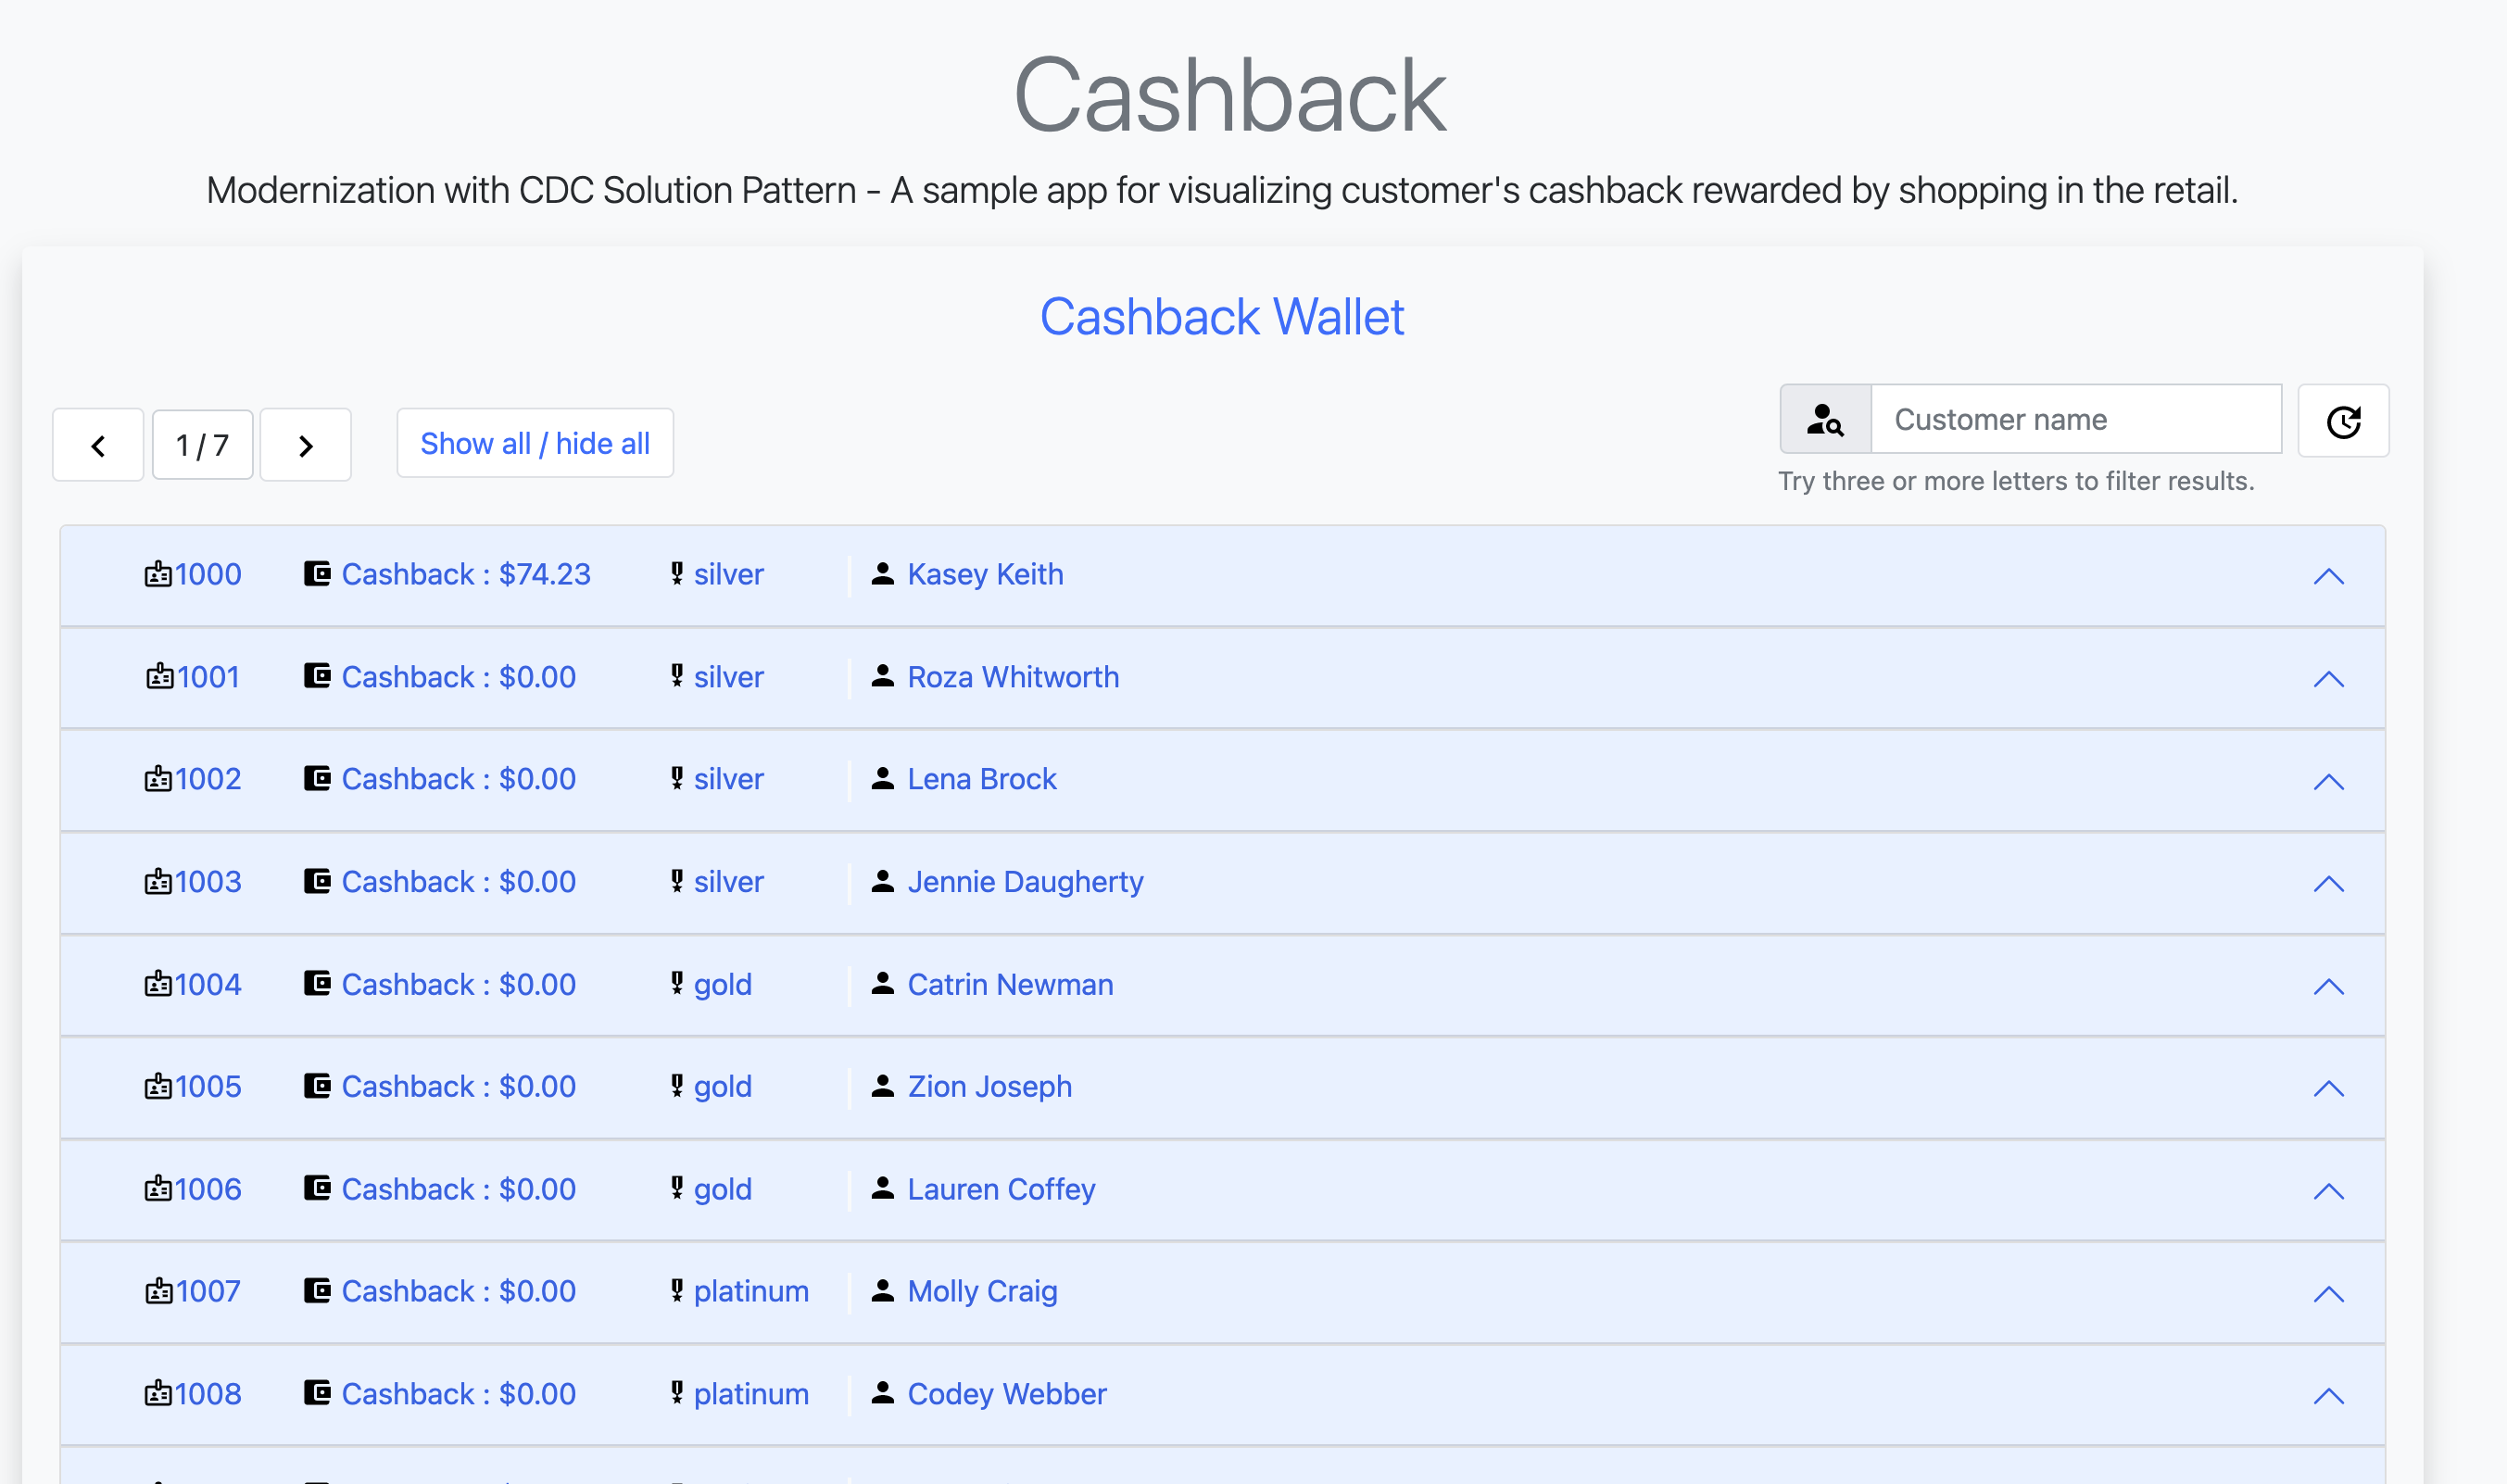 Cashback
Modernization with CDC Solution Pattern - A sample app for visualizing customer's cashback rewarded by shopping in the retail.
Cashback Wallet
1 / 7 Show all / hide all Customer name
Try three or more letters to filter results.
1000 Cashback : $74.23 silver Kasey Keith
1001 Cashback : $0.00 silver Roza Whitworth
1002 Cashback : $0.00 silver Lena Brock
1003 Cashback : $0.00 silver Jennie Daugherty
1004 Cashback : $0.00 gold Catrin Newman
1005 Cashback : $0.00 gold Zion Joseph
1006 Cashback : $0.00 gold Lauren Coffey
1007 Cashback : $0.00 platinum Molly Craig
1008 Cashback : $0.00 platinum Codey Webber